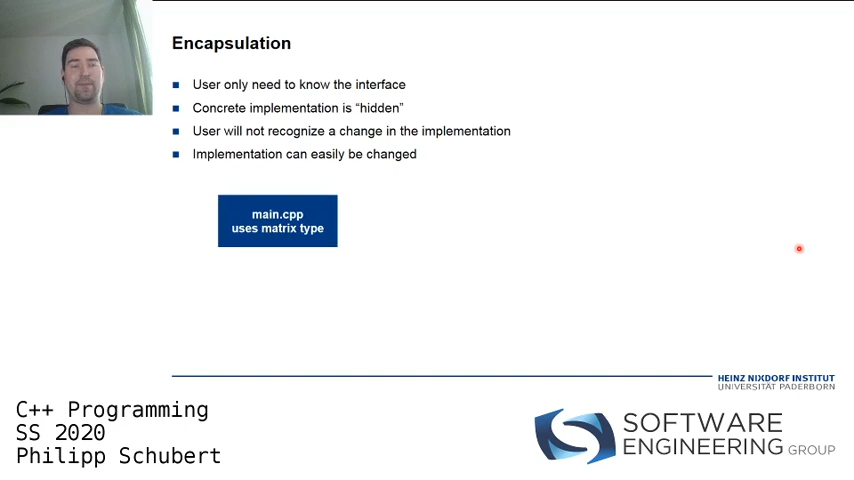 Encapsulation
User only need to know the interface
Concrete implementation is “hidden”
User will not recognize a change in the implementation
Implementation can easily be changed
main.cpp
uses matrix type
HEINZ NIXDORF INSTITUT
UNIVERSITÄT PADERBORN
C++ Programming
SS 2020
Philipp Schubert
SOFTWARE
ENGINEERING GROUP